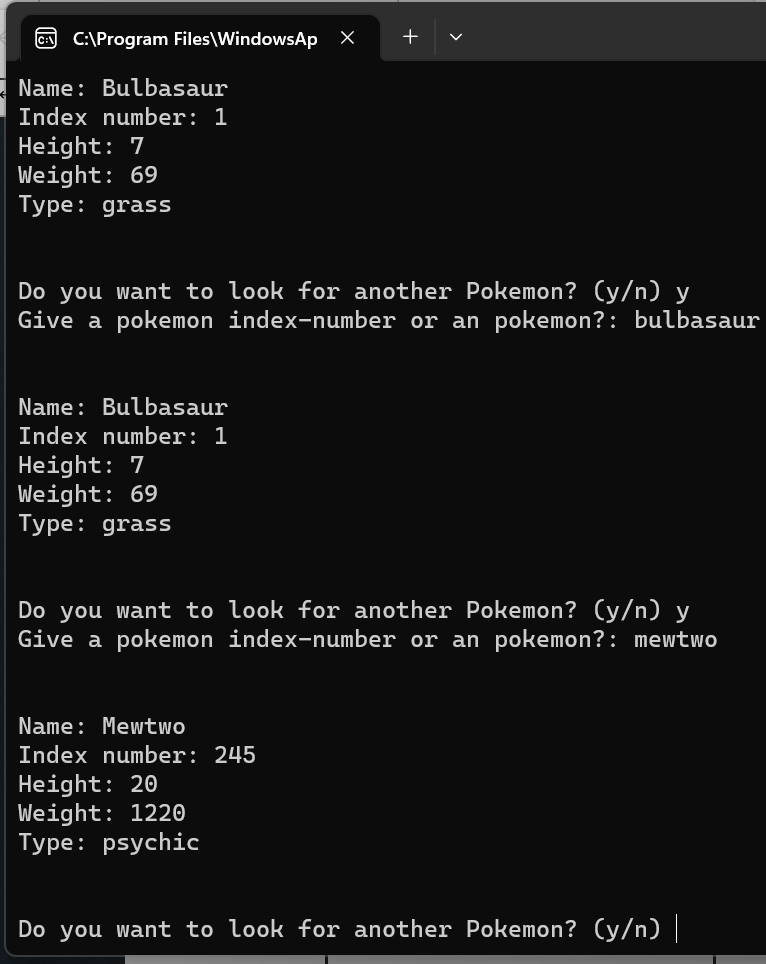 C:\Program Files\WindowsAp
Name: Bulbasaur
Index number: 1
Height: 7
Weight: 69
Type: grass
Do you want to look for another Pokemon? (y/n) y
Give a pokemon index-number or an pokemon?: bulbasaur
Name: Bulbasaur
Index number: 1
Height: 7
Weight: 69
Type: grass
Do you want to look for another Pokemon? (y/n) y
Give a pokemon index-number or an pokemon?: mewtwo
Name: Mewtwo
Index number: 245
Height: 20
Weight: 1220
Type: psychic
Do you want to look for another Pokemon? (y/n)